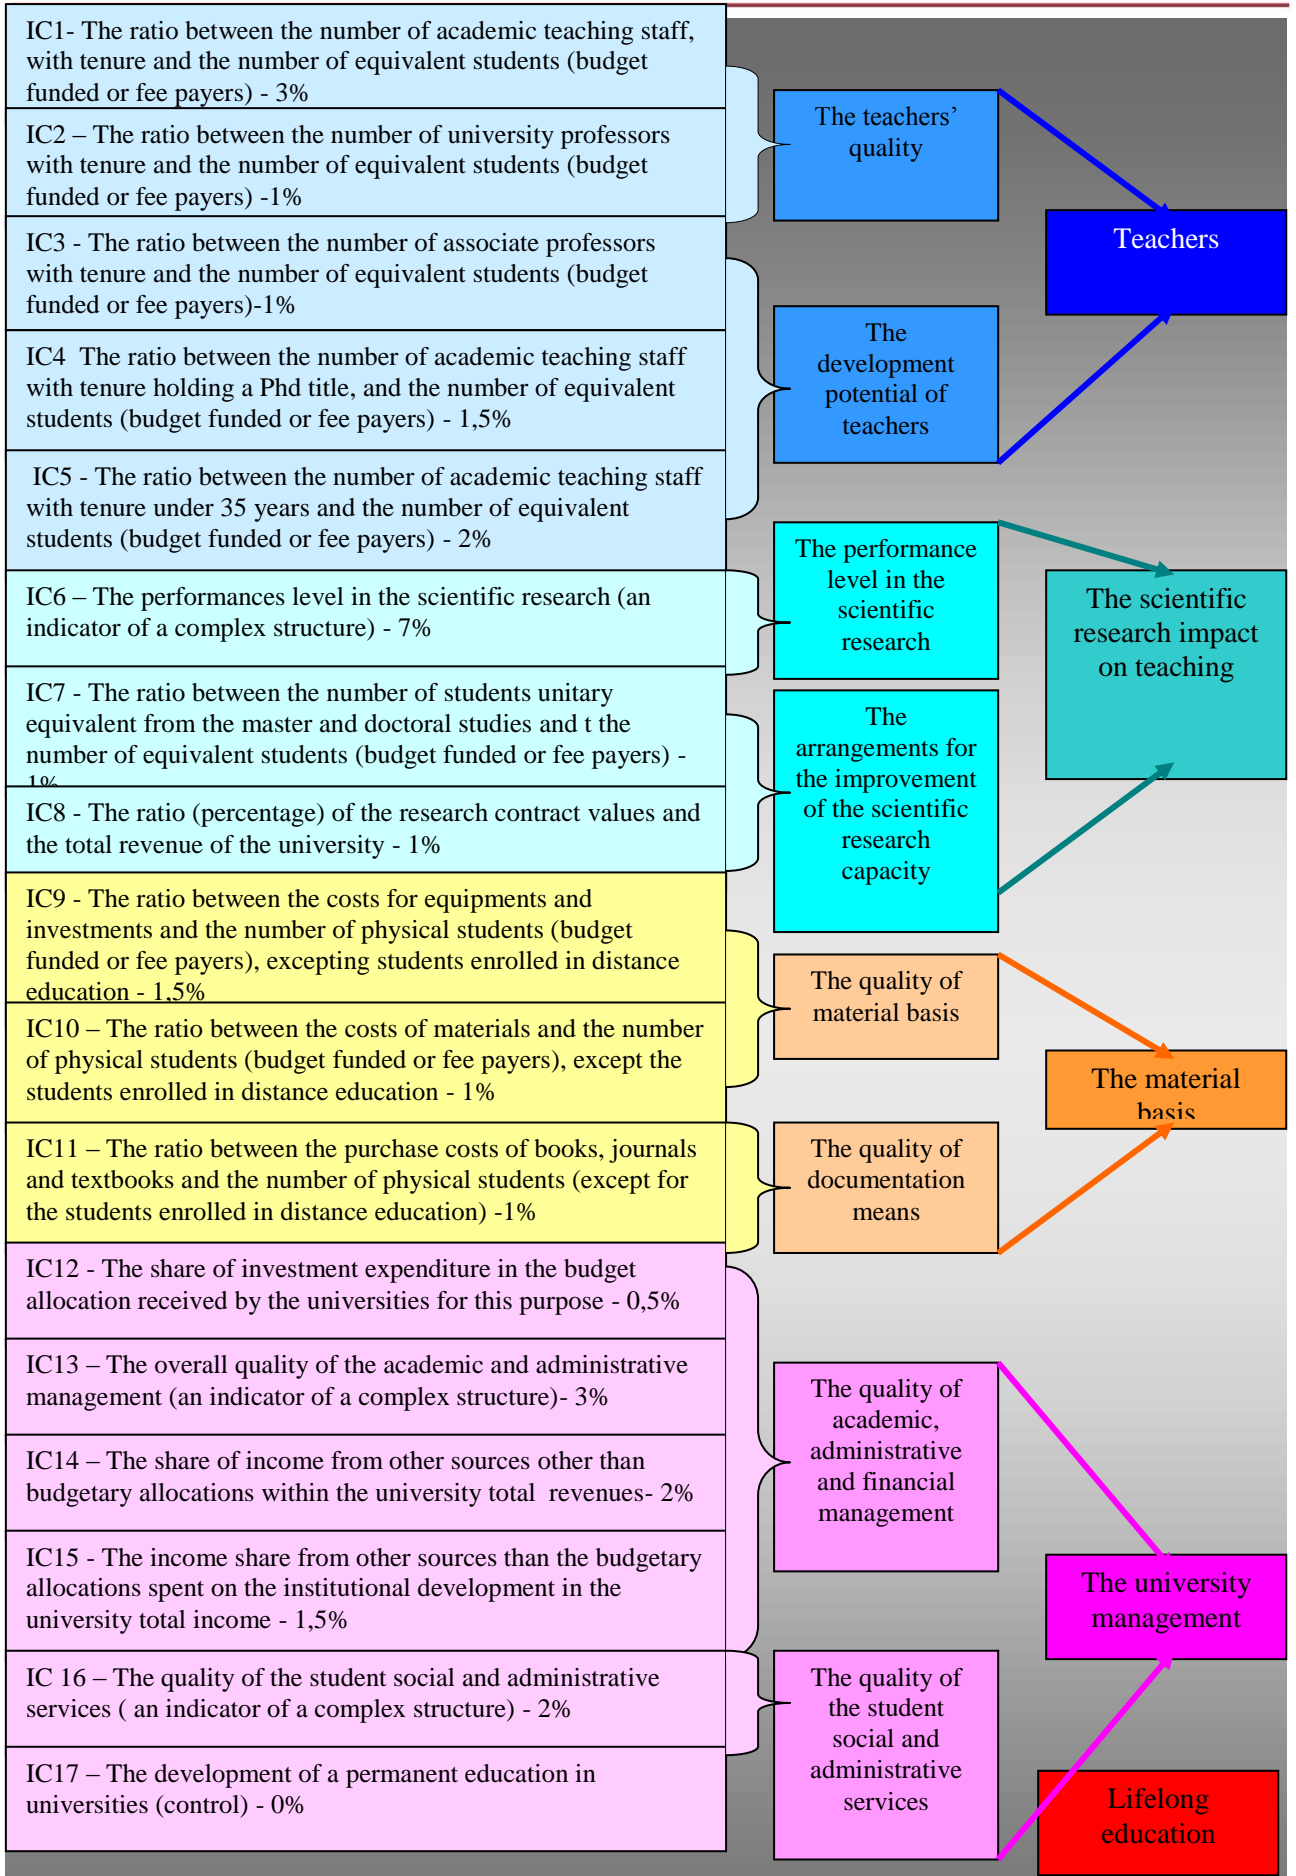 IC1- The ratio between the number of academic teaching staff,
with tenure and the number of equivalent students (budget
funded or fee payers) - 3%
IC2 – The ratio between the number of university professors
with tenure and the number of equivalent students (budget
funded or fee payers) -1%
IC3 - The ratio between the number of associate professors
with tenure and the number of equivalent students (budget
funded or fee payers)-1%
IC4  The ratio between the number of academic teaching staff
with tenure holding a Phd title, and the number of equivalent
students (budget funded or fee payers) - 1,5%
IC5 - The ratio between the number of academic teaching staff
with tenure under 35 years and the number of equivalent
students (budget funded or fee payers) - 2%
IC6 – The performances level in the scientific research (an
indicator of a complex structure) - 7%
IC7 - The ratio between the number of students unitary
equivalent from the master and doctoral studies and t the
number of equivalent students (budget funded or fee payers) -
1%
IC8 - The ratio (percentage) of the research contract values and
the total revenue of the university - 1%
IC9 - The ratio between the costs for equipments and
investments and the number of physical students (budget
funded or fee payers), excepting students enrolled in distance
education - 1,5%
IC10 – The ratio between the costs of materials and the number
of physical students (budget funded or fee payers), except the
students enrolled in distance education - 1%
IC11 – The ratio between the purchase costs of books, journals
and textbooks and the number of physical students (except for
the students enrolled in distance education) -1%
IC12 - The share of investment expenditure in the budget
allocation received by the universities for this purpose - 0,5%
IC13 – The overall quality of the academic and administrative
management (an indicator of a complex structure)- 3%
IC14 – The share of income from other sources other than
budgetary allocations within the university total  revenues- 2%
IC15 - The income share from other sources than the budgetary
allocations spent on the institutional development in the
university total income - 1,5%
IC 16 – The quality of the student social and administrative
services ( an indicator of a complex structure) - 2%
IC17 – The development of a permanent education in
universities (control) - 0%
The teachers’
quality
The
development
potential of
teachers
The performance
level in the
scientific
research
The
arrangements for
the improvement
of the scientific
research
capacity
The quality of
material basis
The quality of
documentation
means
The quality of
academic,
administrative
and financial
management
The quality of
the student
social and
administrative
services
Teachers
The scientific
research impact
on teaching
The material
basis
The university
management
Lifelong
education